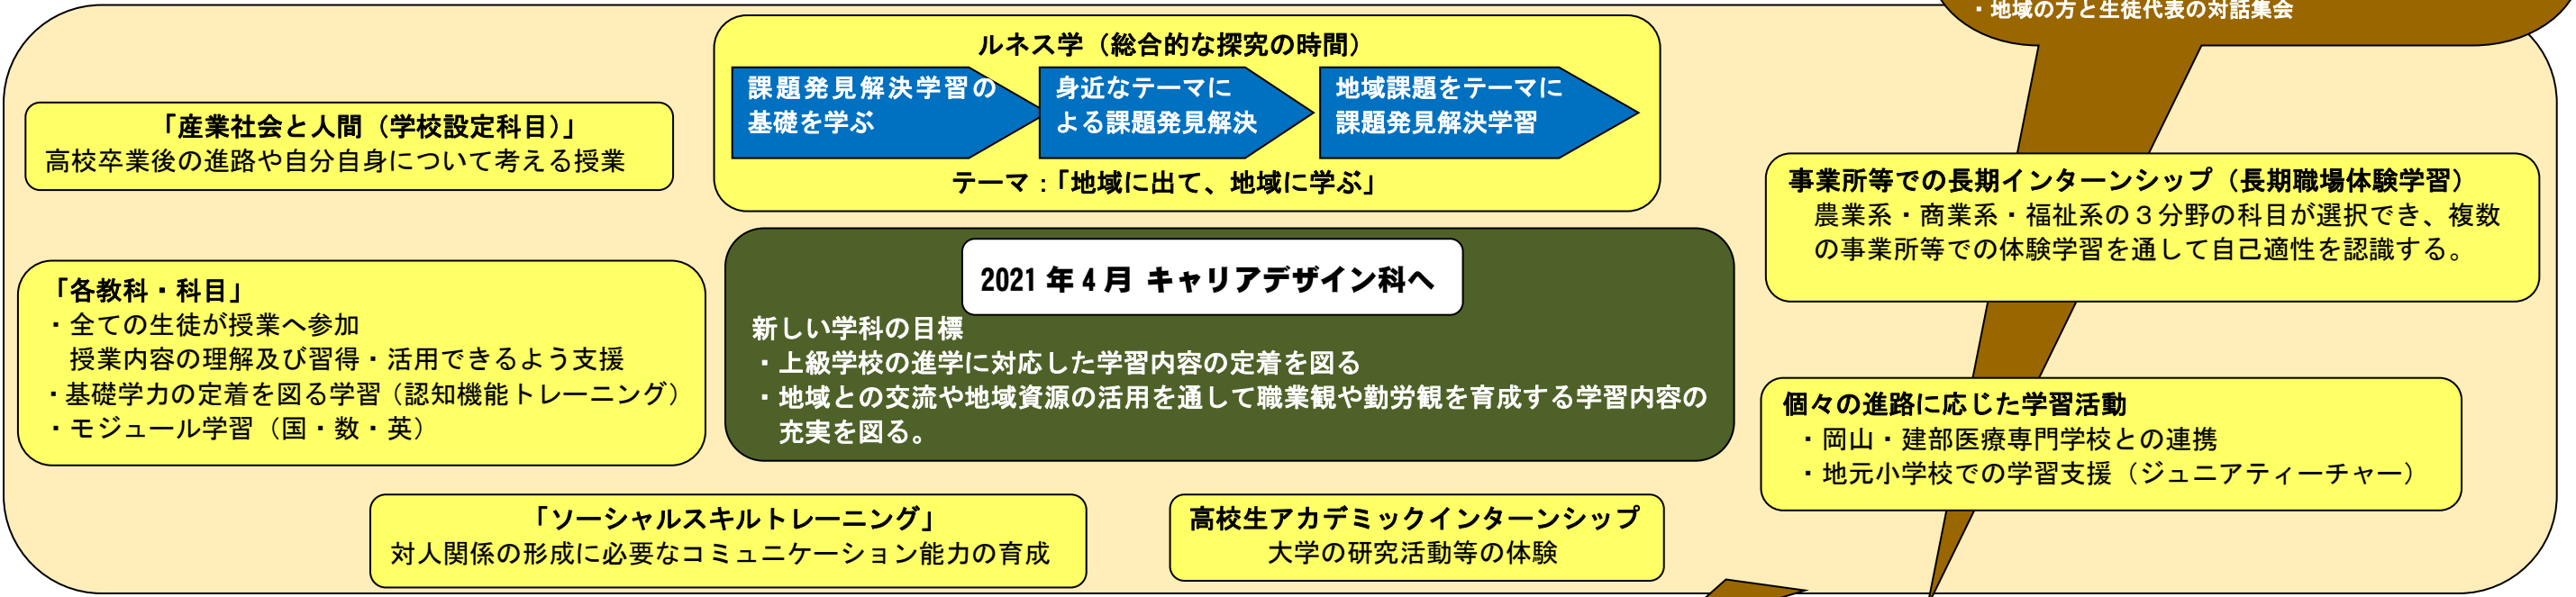 ・地域の方と生徒代表の対話集会
ルネス学（総合的な探究の時間）
課題発見解決学習の
基礎を学ぶ
身近なテーマに
よる課題発見解決
地域課題をテーマに
課題発見解決学習
テーマ：「地域に出て、地域に学ぶ」
「産業社会と人間（学校設定科目）」
高校卒業後の進路や自分自身について考える授業
事業所等での長期インターンシップ（長期職場体験学習）
農業系・商業系・福祉系の３分野の科目が選択でき、複数
の事業所等での体験学習を通して自己適性を認識する。
「各教科・科目」
・全ての生徒が授業へ参加
授業内容の理解及び習得・活用できるよう支援
・基礎学力の定着を図る学習（認知機能トレーニング）
・モジュール学習（国・数・英）
2021 年 4 月 キャリアデザイン科へ
新しい学科の目標
・上級学校の進学に対応した学習内容の定着を図る
・地域との交流や地域資源の活用を通して職業観や勤労観を育成する学習内容の
充実を図る。
個々の進路に応じた学習活動
・岡山・建部医療専門学校との連携
・地元小学校での学習支援（ジュニアティーチャー）
「ソーシャルスキルトレーニング」
対人関係の形成に必要なコミュニケーション能力の育成
高校生アカデミックインターンシップ
大学の研究活動等の体験